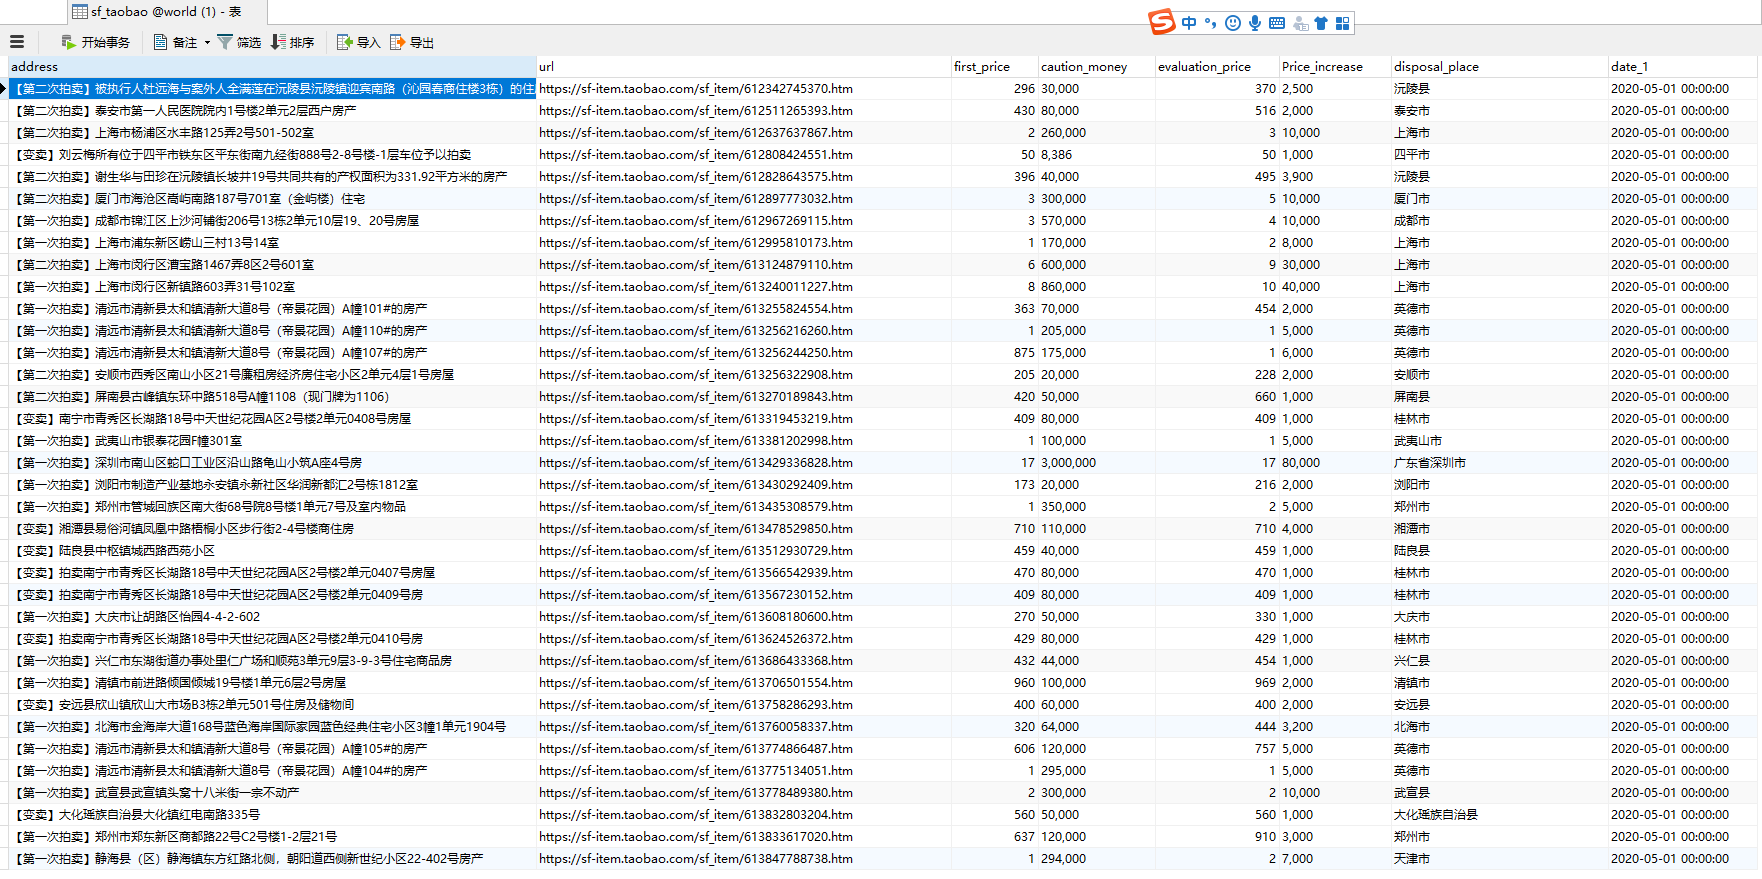 sf_taobao @world (1) - 表
开始事务 备注 筛选 排序 导入 导出
中
address url first_price caution_money evaluation_price Price_increase disposal_place date_1
【第二次拍卖】被执行人杜远海与案外人全满莲在沅陵县沅陵镇迎宾南路（沁园春商住楼3栋）的住 https://sf-item.taobao.com/sf_item/612342745370.htm 296 30,000 370 2,500 沅陵县 2020-05-01 00:00:00
【第二次拍卖】泰安市第一人民医院院内1号楼2单元2层西户房产 https://sf-item.taobao.com/sf_item/612511265393.htm 430 80,000 516 2,000 泰安市 2020-05-01 00:00:00
【第二次拍卖】上海市杨浦区水丰路125弄2号501-502室 https://sf-item.taobao.com/sf_item/612637637867.htm 2 260,000 3 10,000 上海市 2020-05-01 00:00:00
【变卖】刘云梅所有位于四平市铁东区平东街南九经街888号2-8号楼-1层车位予以拍卖 https://sf-item.taobao.com/sf_item/612808424551.htm 50 8,386 50 1,000 四平市 2020-05-01 00:00:00
【第二次拍卖】谢生华与田珍在沅陵镇长坡井19号共同共有的产权面积为331.92平方米的房产 https://sf-item.taobao.com/sf_item/612828643575.htm 396 40,000 495 3,900 沅陵县 2020-05-01 00:00:00
【第二次拍卖】厦门市海沧区嵩屿南路187号701室（金屿楼）住宅 https://sf-item.taobao.com/sf_item/612897773032.htm 3 300,000 5 10,000 厦门市 2020-05-01 00:00:00
【第一次拍卖】成都市锦江区上沙河铺街206号13栋2单元10层19、20号房屋 https://sf-item.taobao.com/sf_item/612967269115.htm 3 570,000 4 10,000 成都市 2020-05-01 00:00:00
【第一次拍卖】上海市浦东新区崂山三村13号14室 https://sf-item.taobao.com/sf_item/612995810173.htm 1 170,000 2 8,000 上海市 2020-05-01 00:00:00
【第二次拍卖】上海市闵行区漕宝路1467弄8区2号601室 https://sf-item.taobao.com/sf_item/613124879110.htm 6 600,000 9 30,000 上海市 2020-05-01 00:00:00
【第一次拍卖】上海市闵行区新镇路603弄31号102室 https://sf-item.taobao.com/sf_item/613240011227.htm 8 860,000 10 40,000 上海市 2020-05-01 00:00:00
【第一次拍卖】清远市清新县太和镇清新大道8号（帝景花园）A幢101#的房产 https://sf-item.taobao.com/sf_item/613255824554.htm 363 70,000 454 2,000 英德市 2020-05-01 00:00:00
【第一次拍卖】清远市清新县太和镇清新大道8号（帝景花园）A幢110#的房产 https://sf-item.taobao.com/sf_item/613256216260.htm 1 205,000 1 5,000 英德市 2020-05-01 00:00:00
【第一次拍卖】清远市清新县太和镇清新大道8号（帝景花园）A幢107#的房产 https://sf-item.taobao.com/sf_item/613256244250.htm 875 175,000 1 6,000 英德市 2020-05-01 00:00:00
【第二次拍卖】安顺市西秀区南山小区21号廉租房经济房住宅小区2单元4层1号房屋 https://sf-item.taobao.com/sf_item/613256322908.htm 205 20,000 228 2,000 安顺市 2020-05-01 00:00:00
【第二次拍卖】屏南县古峰镇东环中路518号A幢1108（现门牌为1106） https://sf-item.taobao.com/sf_item/613270189843.htm 420 50,000 660 1,000 屏南县 2020-05-01 00:00:00
【变卖】南宁市青秀区长湖路18号中天世纪花园A区2号楼2单元0408号房屋 https://sf-item.taobao.com/sf_item/613319453219.htm 409 80,000 409 1,000 桂林市 2020-05-01 00:00:00
【第一次拍卖】武夷山市银泰花园F幢301室 https://sf-item.taobao.com/sf_item/613381202998.htm 1 100,000 1 5,000 武夷山市 2020-05-01 00:00:00
【第一次拍卖】深圳市南山区蛇口工业区沿山路龟山小筑A座4号房 https://sf-item.taobao.com/sf_item/613429336828.htm 17 3,000,000 17 80,000 广东省深圳市 2020-05-01 00:00:00
【第一次拍卖】浏阳市制造产业基地永安镇永新社区华润新都汇2号栋1812室 https://sf-item.taobao.com/sf_item/613430292409.htm 173 20,000 216 2,000 浏阳市 2020-05-01 00:00:00
【第一次拍卖】郑州市管城回族区南大街68号院8号楼1单元7号及室内物品 https://sf-item.taobao.com/sf_item/613435308579.htm 1 350,000 2 5,000 郑州市 2020-05-01 00:00:00
【变卖】湘潭县易俗河镇凤凰中路梧桐小区步行街2-4号楼商住房 https://sf-item.taobao.com/sf_item/613478529850.htm 710 110,000 710 4,000 湘潭市 2020-05-01 00:00:00
【变卖】陆良县中枢镇城西路西苑小区 https://sf-item.taobao.com/sf_item/613512930729.htm 459 40,000 459 1,000 陆良县 2020-05-01 00:00:00
【变卖】拍卖南宁市青秀区长湖路18号中天世纪花园A区2号楼2单元0407号房屋 https://sf-item.taobao.com/sf_item/613566542939.htm 470 80,000 470 1,000 桂林市 2020-05-01 00:00:00
【变卖】拍卖南宁市青秀区长湖路18号中天世纪花园A区2号楼2单元0409号房 https://sf-item.taobao.com/sf_item/613567230152.htm 409 80,000 409 1,000 桂林市 2020-05-01 00:00:00
【第一次拍卖】大庆市让胡路区怡园4-4-2-602 https://sf-item.taobao.com/sf_item/613608180600.htm 270 50,000 330 1,000 大庆市 2020-05-01 00:00:00
【变卖】拍卖南宁市青秀区长湖路18号中天世纪花园A区2号楼2单元0410号房 https://sf-item.taobao.com/sf_item/613624526372.htm 429 80,000 429 1,000 桂林市 2020-05-01 00:00:00
【第一次拍卖】兴仁市东湖街道办事处里仁广场和顺苑3单元9层3-9-3号住宅商品房 https://sf-item.taobao.com/sf_item/613686433368.htm 432 44,000 454 1,000 兴仁县 2020-05-01 00:00:00
【第一次拍卖】清镇市前进路倾国倾城19号楼1单元6层2号房屋 https://sf-item.taobao.com/sf_item/613706501554.htm 960 100,000 969 2,000 清镇市 2020-05-01 00:00:00
【变卖】安远县欣山镇欣山大市场B3栋2单元501号住房及储物间 https://sf-item.taobao.com/sf_item/613758286293.htm 400 60,000 400 2,000 安远县 2020-05-01 00:00:00
【第一次拍卖】北海市金海岸大道168号蓝色海岸国际家园蓝色经典住宅小区3幢1单元1904号 https://sf-item.taobao.com/sf_item/613760058337.htm 320 64,000 444 3,200 北海市 2020-05-01 00:00:00
【第一次拍卖】清远市清新县太和镇清新大道8号（帝景花园）A幢105#的房产 https://sf-item.taobao.com/sf_item/613774866487.htm 606 120,000 757 5,000 英德市 2020-05-01 00:00:00
【第一次拍卖】清远市清新县太和镇清新大道8号（帝景花园）A幢104#的房产 https://sf-item.taobao.com/sf_item/613775134051.htm 1 295,000 1 5,000 英德市 2020-05-01 00:00:00
【第一次拍卖】武宣县武宣镇头窝十八米街一宗不动产 https://sf-item.taobao.com/sf_item/613778489380.htm 2 300,000 2 10,000 武宣县 2020-05-01 00:00:00
【变卖】大化瑶族自治县大化镇红电南路335号 https://sf-item.taobao.com/sf_item/613832803204.htm 560 50,000 560 1,000 大化瑶族自治县 2020-05-01 00:00:00
【第一次拍卖】郑州市郑东新区商都路22号C2号楼1-2层21号 https://sf-item.taobao.com/sf_item/613833617020.htm 637 120,000 910 3,000 郑州市 2020-05-01 00:00:00
【第一次拍卖】静海县（区）静海镇东方红路北侧，朝阳道西侧新世纪小区22-402号房产 https://sf-item.taobao.com/sf_item/613847788738.htm 1 294,000 2 7,000 天津市 2020-05-01 00:00:00